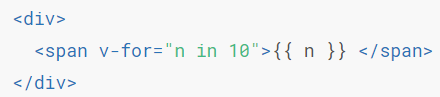 <div>
  <span v-for="n in 10">{{ n }} </span>
</div>